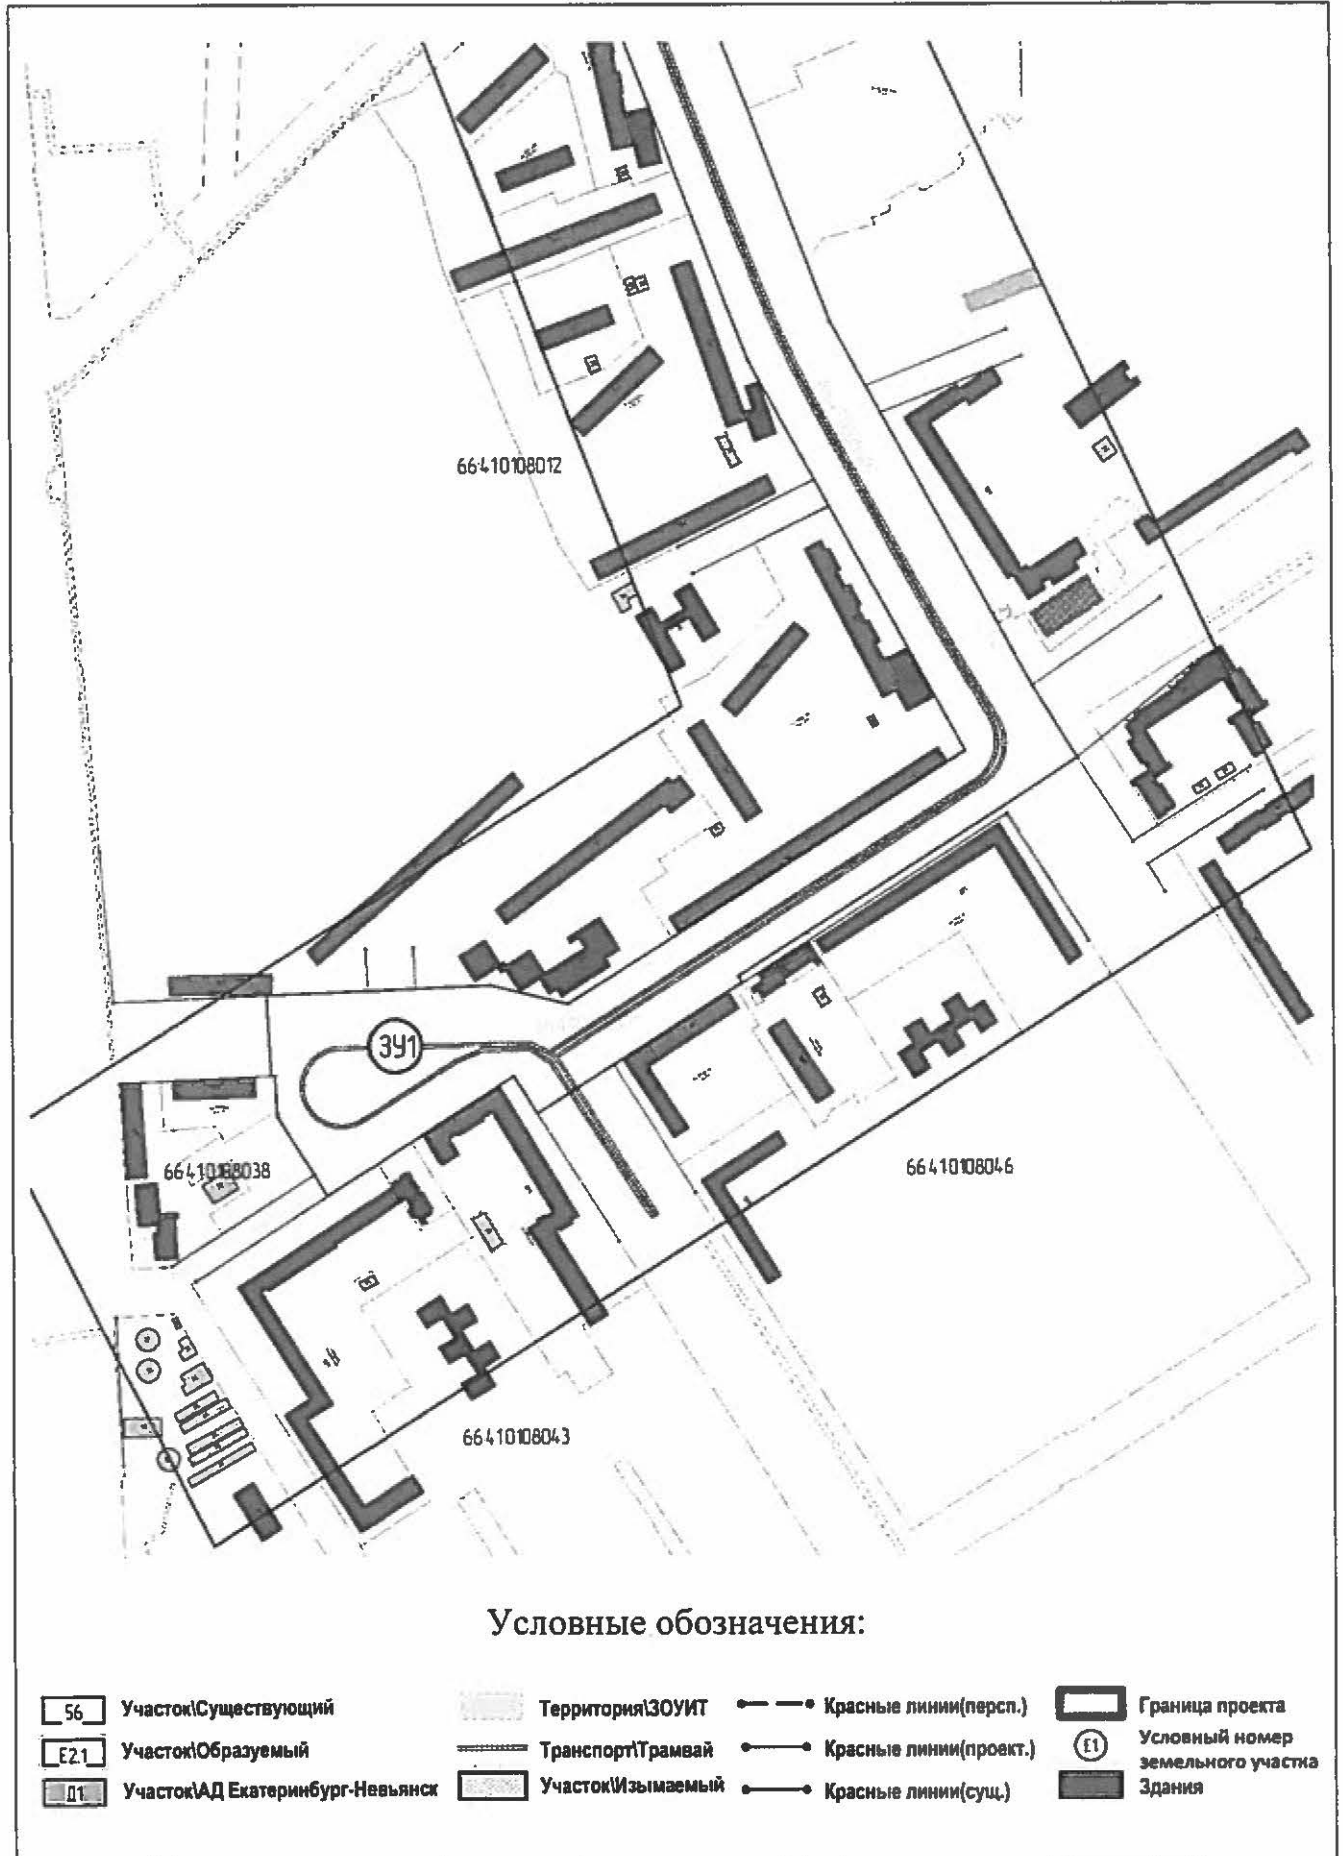 66:410108012
ЗУ1
66410108038
66410108046
66410108043
Условные обозначения:
56 Участок\Существующий
Е2.1 Участок\Образуемый
Д1 Участок\АД Екатеринбург-Невьянск
Территория\ЗОУИТ
Транспорт\Трамвай
Участок\Изымаемый
Красные линии(персп.)
Красные линии(проект.)
Красные линии(сущ.)
Граница проекта
Е1 Условный номер
земельного участка
Здания